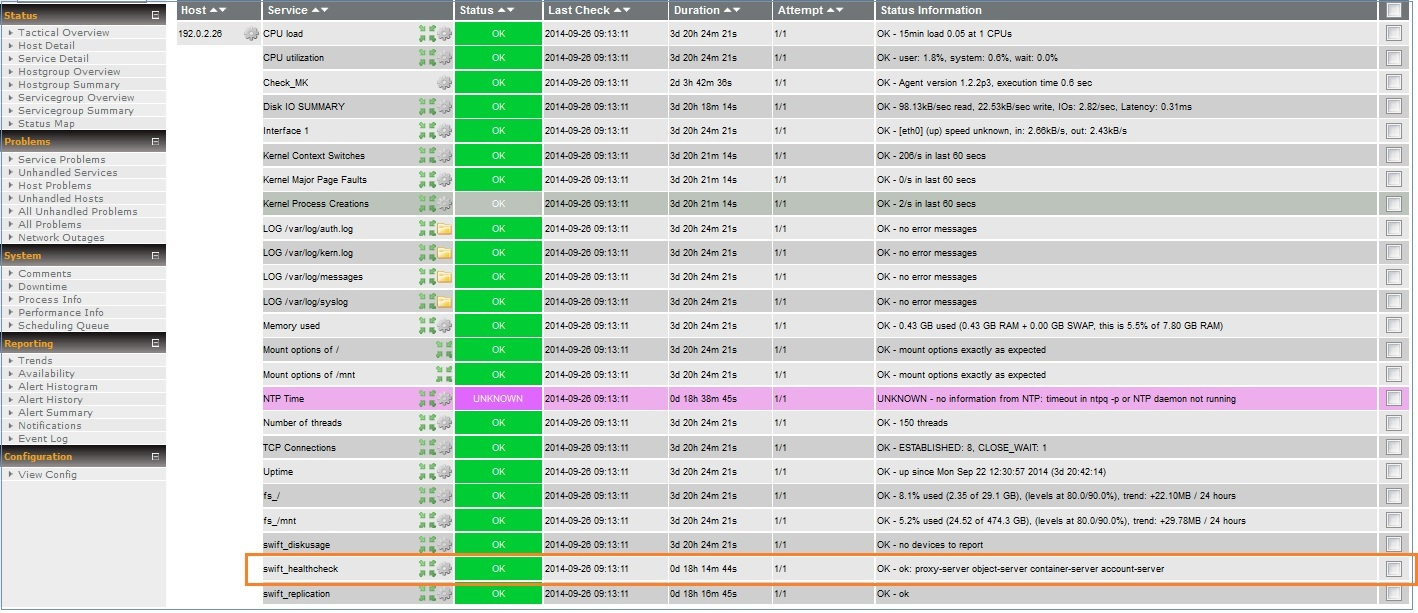 Status
Tactical Overview
Host Detail
Service Detail
Hostgroup Overview
Hostgroup Summary
Servicegroup Overview
Servicegroup Summary
Status Map
Problems
Service Problems
Unhandled Services
Host Problems
Unhandled Hosts
All Unhandled Problems
All Problems
Network Outages
System
Comments
Downtime
Process Info
Performance Info
Scheduling Queue
Reporting
Trends
Availability
Alert Histogram
Alert History
Alert Summary
Notifications
Event Log
Configuration
View Config
Host Service Status Last Check Duration Attempt Status Information
192.0.2.26 CPU load OK 2014-09-26 09:13:11 3d 20h 24m 21s 1/1 OK - 15min load 0.05 at 1 CPUs
CPU utilization OK 2014-09-26 09:13:11 3d 20h 24m 21s 1/1 OK - user: 1.8%, system: 0.6%, wait: 0.0%
Check_MK OK 2014-09-26 09:13:11 2d 3h 42m 36s 1/1 OK - Agent version 1.2.2p3, execution time 0.6 sec
Disk IO SUMMARY OK 2014-09-26 09:13:11 3d 20h 18m 14s 1/1 OK - 98.13kB/sec read, 22.53kB/sec write, IOs: 2.82/sec, Latency: 0.31ms
Interface 1 OK 2014-09-26 09:13:11 3d 20h 24m 21s 1/1 OK - [eth0] (up) speed unknown, in: 2.66kB/s, out: 2.43kB/s
Kernel Context Switches OK 2014-09-26 09:13:11 3d 20h 21m 14s 1/1 OK - 206/s in last 60 secs
Kernel Major Page Faults OK 2014-09-26 09:13:11 3d 20h 21m 14s 1/1 OK - 0/s in last 60 secs
Kernel Process Creations OK 2014-09-26 09:13:11 3d 20h 21m 14s 1/1 OK - 2/s in last 60 secs
LOG /var/log/auth.log OK 2014-09-26 09:13:11 3d 20h 24m 21s 1/1 OK - no error messages
LOG /var/log/kern.log OK 2014-09-26 09:13:11 3d 20h 24m 21s 1/1 OK - no error messages
LOG /var/log/messages OK 2014-09-26 09:13:11 3d 20h 24m 21s 1/1 OK - no error messages
LOG /var/log/syslog OK 2014-09-26 09:13:11 3d 20h 24m 21s 1/1 OK - no error messages
Memory used OK 2014-09-26 09:13:11 3d 20h 24m 21s 1/1 OK - 0.43 GB used (0.43 GB RAM + 0.00 GB SWAP, this is 5.5% of 7.80 GB RAM)
Mount options of / OK 2014-09-26 09:13:11 3d 20h 24m 21s 1/1 OK - mount options exactly as expected
Mount options of /mnt OK 2014-09-26 09:13:11 3d 20h 24m 21s 1/1 OK - mount options exactly as expected
NTP Time UNKNOWN 2014-09-26 09:13:11 0d 18h 38m 45s 1/1 UNKNOWN - no information from NTP: timeout in ntpq -p or NTP daemon not running
Number of threads OK 2014-09-26 09:13:11 3d 20h 24m 21s 1/1 OK - 150 threads
TCP Connections OK 2014-09-26 09:13:11 3d 20h 24m 21s 1/1 OK - ESTABLISHED: 8, CLOSE_WAIT: 1
Uptime OK 2014-09-26 09:13:11 3d 20h 24m 21s 1/1 OK - up since Mon Sep 22 12:30:57 2014 (3d 20:42:14)
fs_/ OK 2014-09-26 09:13:11 3d 20h 24m 21s 1/1 OK - 8.1% used (2.35 of 29.1 GB), (levels at 80.0/90.0%), trend: +22.10MB / 24 hours
fs_/mnt OK 2014-09-26 09:13:11 3d 20h 24m 21s 1/1 OK - 5.2% used (24.52 of 474.3 GB), (levels at 80.0/90.0%), trend: +29.78MB / 24 hours
swift_diskusage OK 2014-09-26 09:13:11 3d 20h 24m 21s 1/1 OK - no devices to report
swift_healthcheck OK 2014-09-26 09:13:11 0d 18h 14m 44s 1/1 OK - ok: proxy-server object-server container-server account-server
swift_replication OK 2014-09-26 09:13:11 0d 18h 16m 45s 1/1 OK - ok